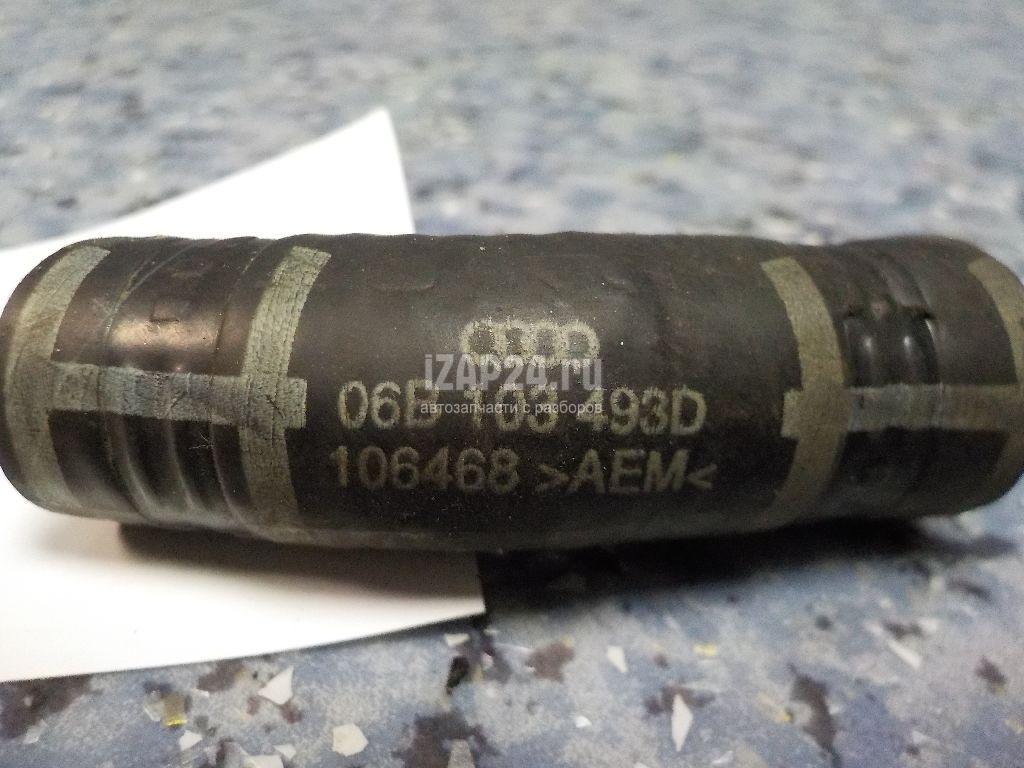 iZAP24.ru
автозапчасти с разборов
06B 103 493D
106468 >AEM<